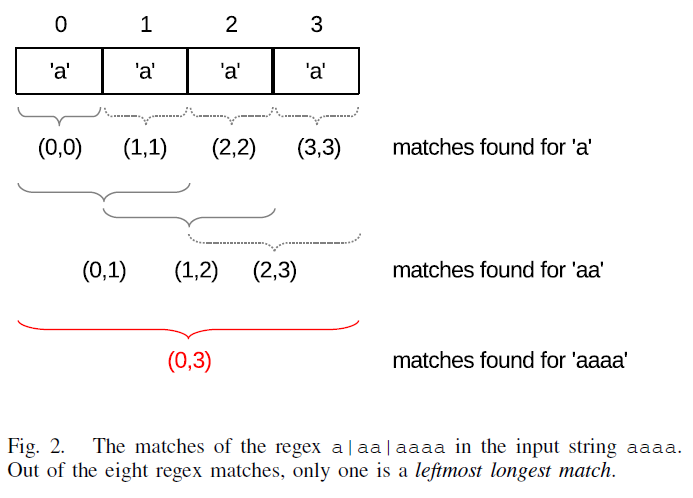 0 1 2 3
'a' 'a' 'a' 'a'
(0,0) (1,1) (2,2) (3,3) matches found for 'a'
(0,1) (1,2) (2,3) matches found for 'aa'
(0,3) matches found for 'aaaa'
Fig. 2. The matches of the regex a|aa|aaaa in the input string aaaa.
Out of the eight regex matches, only one is a leftmost longest match.